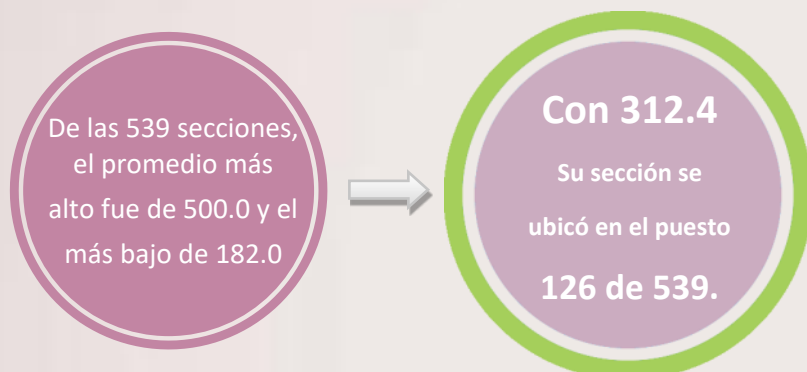 De las 539 secciones,
el promedio más
alto fue de 500.0 y el
más bajo de 182.0
Con 312.4
Su sección se
ubicó en el puesto
126 de 539.